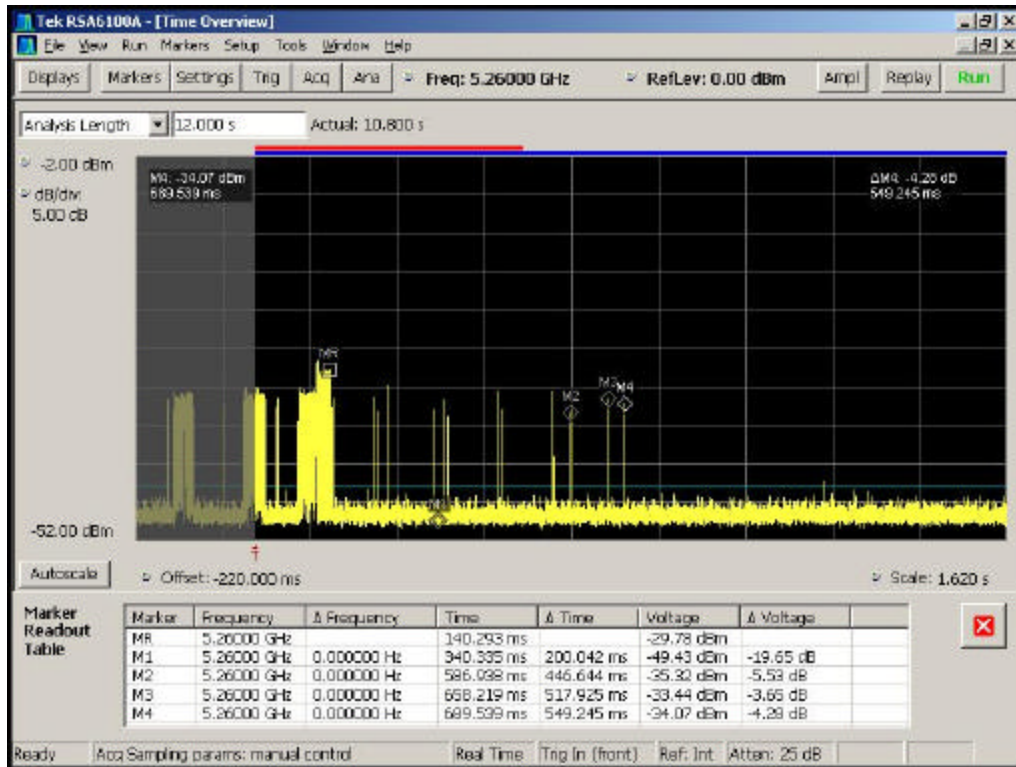 Tek RSA6100A - [Time Overview]
File View Run Markers Setup Tools Window Help
Displays Markers Settings Trig Acq Ana Freq: 5.26000 GHz RefLev: 0.00 dBm Ampl Replay Run
Analysis Length 12.000 s Actual: 10.800 s
-2.00 dBm
dB/div:
5.00 dB
M4: -34.07 dBm
689.539 ms
ΔM4: -4.28 dB
549.245 ms
MR
M2
M3
M4
M1
-52.00 dBm
Autoscale Offset: -220.000 ms Scale: 1.620 s
Marker
Readout
Table
Marker Frequency Δ Frequency Time Δ Time Voltage Δ Voltage
MR 5.26000 GHz 140.293 ms -29.78 dBm
M1 5.26000 GHz 0.000000 Hz 340.335 ms 200.042 ms -49.43 dBm -19.65 dB
M2 5.26000 GHz 0.000000 Hz 586.938 ms 446.644 ms -35.32 dBm -5.53 dB
M3 5.26000 GHz 0.000000 Hz 658.219 ms 517.925 ms -33.44 dBm -3.65 dB
M4 5.26000 GHz 0.000000 Hz 689.539 ms 549.245 ms -34.07 dBm -4.28 dB
Ready Acq Sampling params: manual control Real Time Trig In (front) Ref: Int Atten: 25 dB